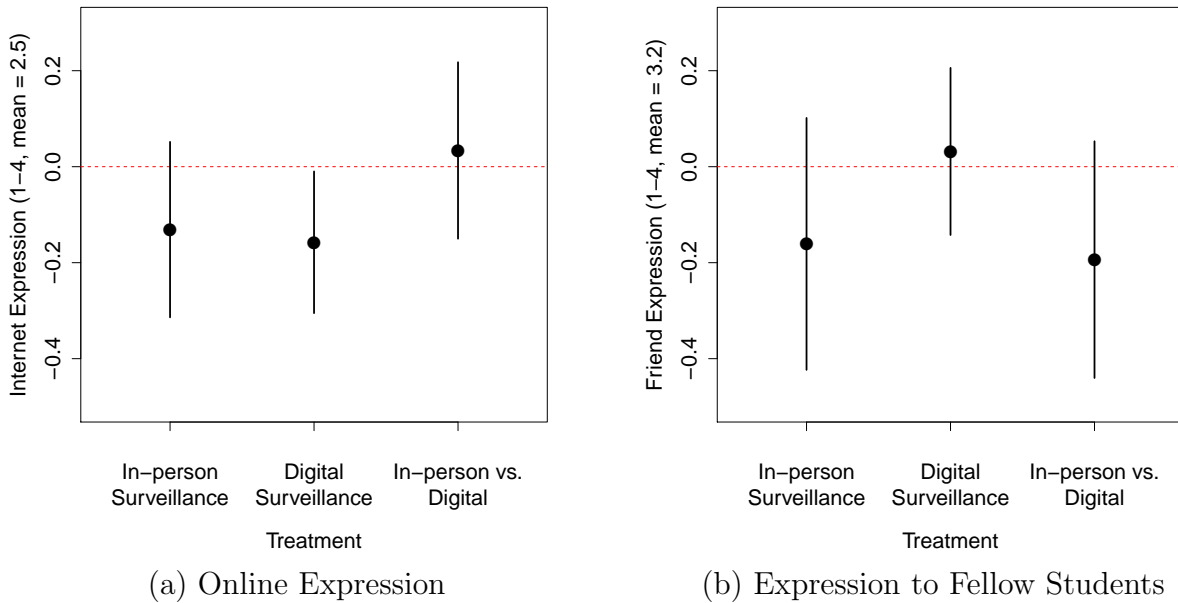 Internet Expression (1−4, mean = 2.5)
0.2
0.0
−0.2
−0.4
In−person
Surveillance
Digital
Surveillance
In−person vs.
Digital
Treatment
(a) Online Expression
Friend Expression (1−4, mean = 3.2)
0.2
0.0
−0.2
−0.4
In−person
Surveillance
Digital
Surveillance
In−person vs.
Digital
Treatment
(b) Expression to Fellow Students